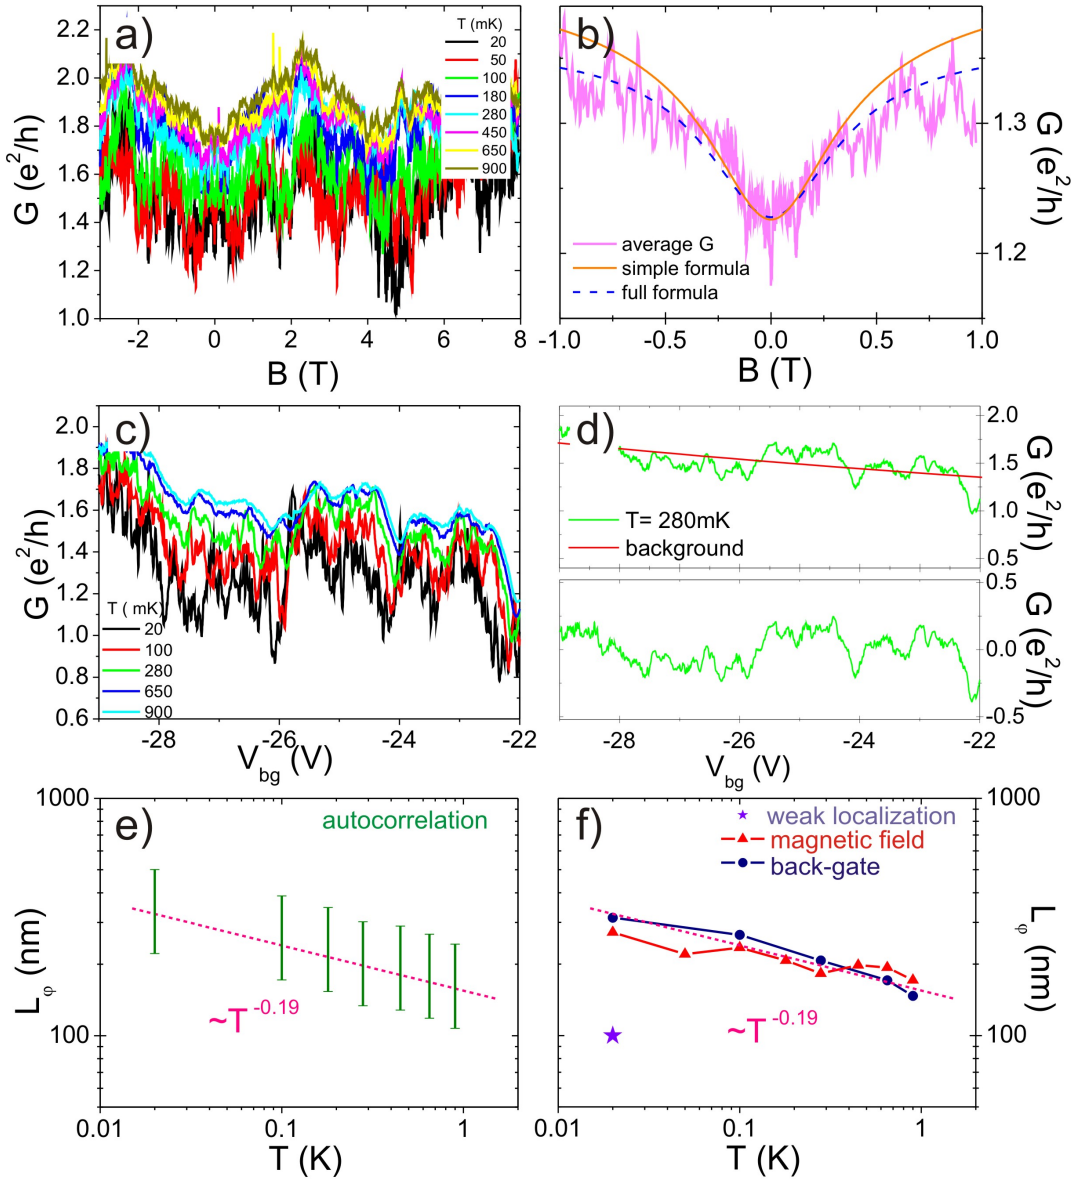 a)
G (e²/h)
2.2
2.0
1.8
1.6
1.4
1.2
1.0
T (mK)
20
50
100
180
280
450
650
900
-2 0 2 4 6 8
B (T)
b)
average G
simple formula
full formula
1.3
1.2
G (e²/h)
-1.0 -0.5 0.0 0.5 1.0
B (T)
c)
G (e²/h)
2.0
1.8
1.6
1.4
1.2
1.0
1.8
0.6
T ( mK)
20
100
280
650
900
-28 -26 -24 -22
V_bg (V)
d)
T= 280mK
background
2.0
1.5
1.0
0.5
G (e²/h)
0.5
0.0
-0.5
G (e²/h)
-28 -26 -24 -22
V_bg (V)
e)
autocorrelation
1000
100
L_φ (nm)
~T^-0.19
0.01 0.1 1
T (K)
f)
weak localization
magnetic field
back-gate
1000
100
L_φ (nm)
~T^-0.19
0.01 0.1 1
T (K)